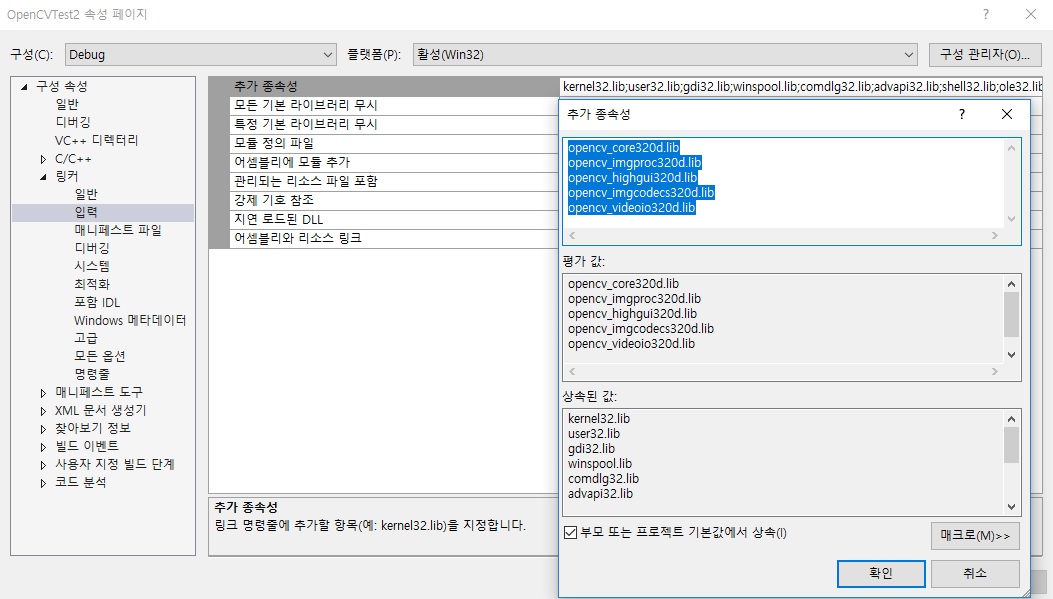 OpenCVTest2 속성 페이지
구성(C): Debug 플랫폼(P): 활성(Win32) 구성 관리자(O)...
구성 속성
일반
디버깅
VC++ 디렉터리
C/C++
링커
일반
입력
매니페스트 파일
디버깅
시스템
최적화
포함 IDL
Windows 메타데이터
고급
모든 옵션
명령줄
매니페스트 도구
XML 문서 생성기
찾아보기 정보
빌드 이벤트
사용자 지정 빌드 단계
코드 분석
추가 종속성 kernel32.lib;user32.lib;gdi32.lib;winspool.lib;comdlg32.lib;advapi32.lib;shell32.lib;ole32.lib
모든 기본 라이브러리 무시
특정 기본 라이브러리 무시
모듈 정의 파일
어셈블리에 모듈 추가
관리되는 리소스 파일 포함
강제 기호 참조
지연 로드된 DLL
어셈블리와 리소스 링크
추가 종속성
링크 명령줄에 추가할 항목(예: kernel32.lib)을 지정합니다.
추가 종속성
opencv_core320d.lib
opencv_imgproc320d.lib
opencv_highgui320d.lib
opencv_imgcodecs320d.lib
opencv_videoio320d.lib
평가 값:
opencv_core320d.lib
opencv_imgproc320d.lib
opencv_highgui320d.lib
opencv_imgcodecs320d.lib
opencv_videoio320d.lib
상속된 값:
kernel32.lib
user32.lib
gdi32.lib
winspool.lib
comdlg32.lib
advapi32.lib
부모 또는 프로젝트 기본값에서 상속(I)
매크로(M)>>
확인 취소